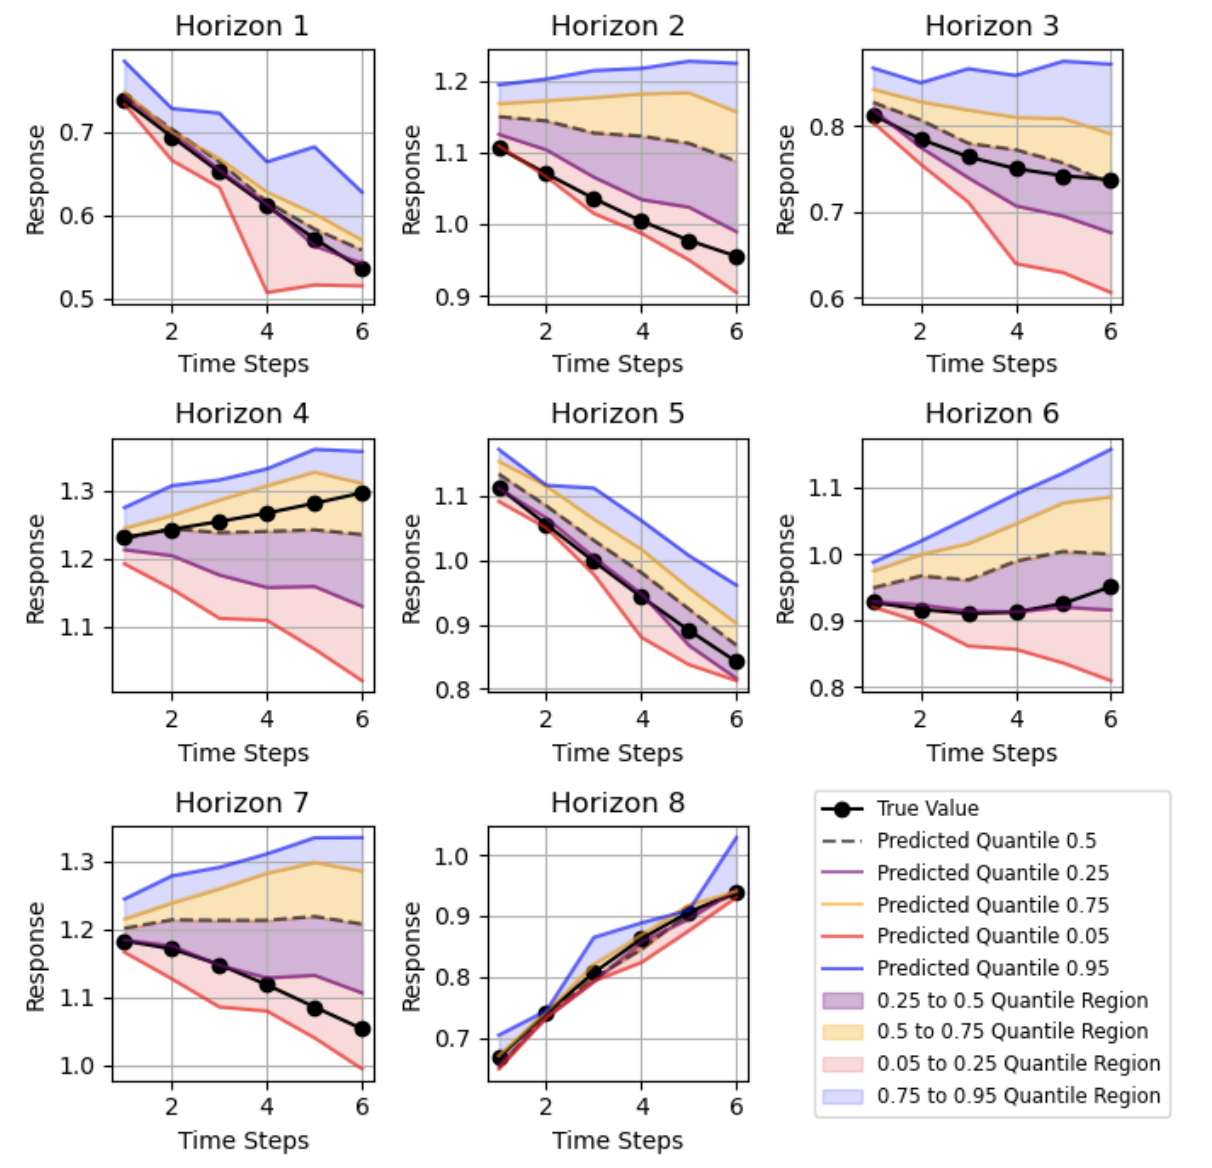 Horizon 1
Response
0.7
0.6
0.5
2 4 6
Time Steps
Horizon 2
Response
1.2
1.1
1.0
0.9
2 4 6
Time Steps
Horizon 3
Response
0.8
0.7
0.6
2 4 6
Time Steps
Horizon 4
Response
1.3
1.2
1.1
2 4 6
Time Steps
Horizon 5
Response
1.1
1.0
0.9
0.8
2 4 6
Time Steps
Horizon 6
Response
1.1
1.0
0.9
0.8
2 4 6
Time Steps
Horizon 7
Response
1.3
1.2
1.1
1.0
2 4 6
Time Steps
Horizon 8
Response
1.0
0.9
0.8
0.7
2 4 6
Time Steps
True Value
Predicted Quantile 0.5
Predicted Quantile 0.25
Predicted Quantile 0.75
Predicted Quantile 0.05
Predicted Quantile 0.95
0.25 to 0.5 Quantile Region
0.5 to 0.75 Quantile Region
0.05 to 0.25 Quantile Region
0.75 to 0.95 Quantile Region